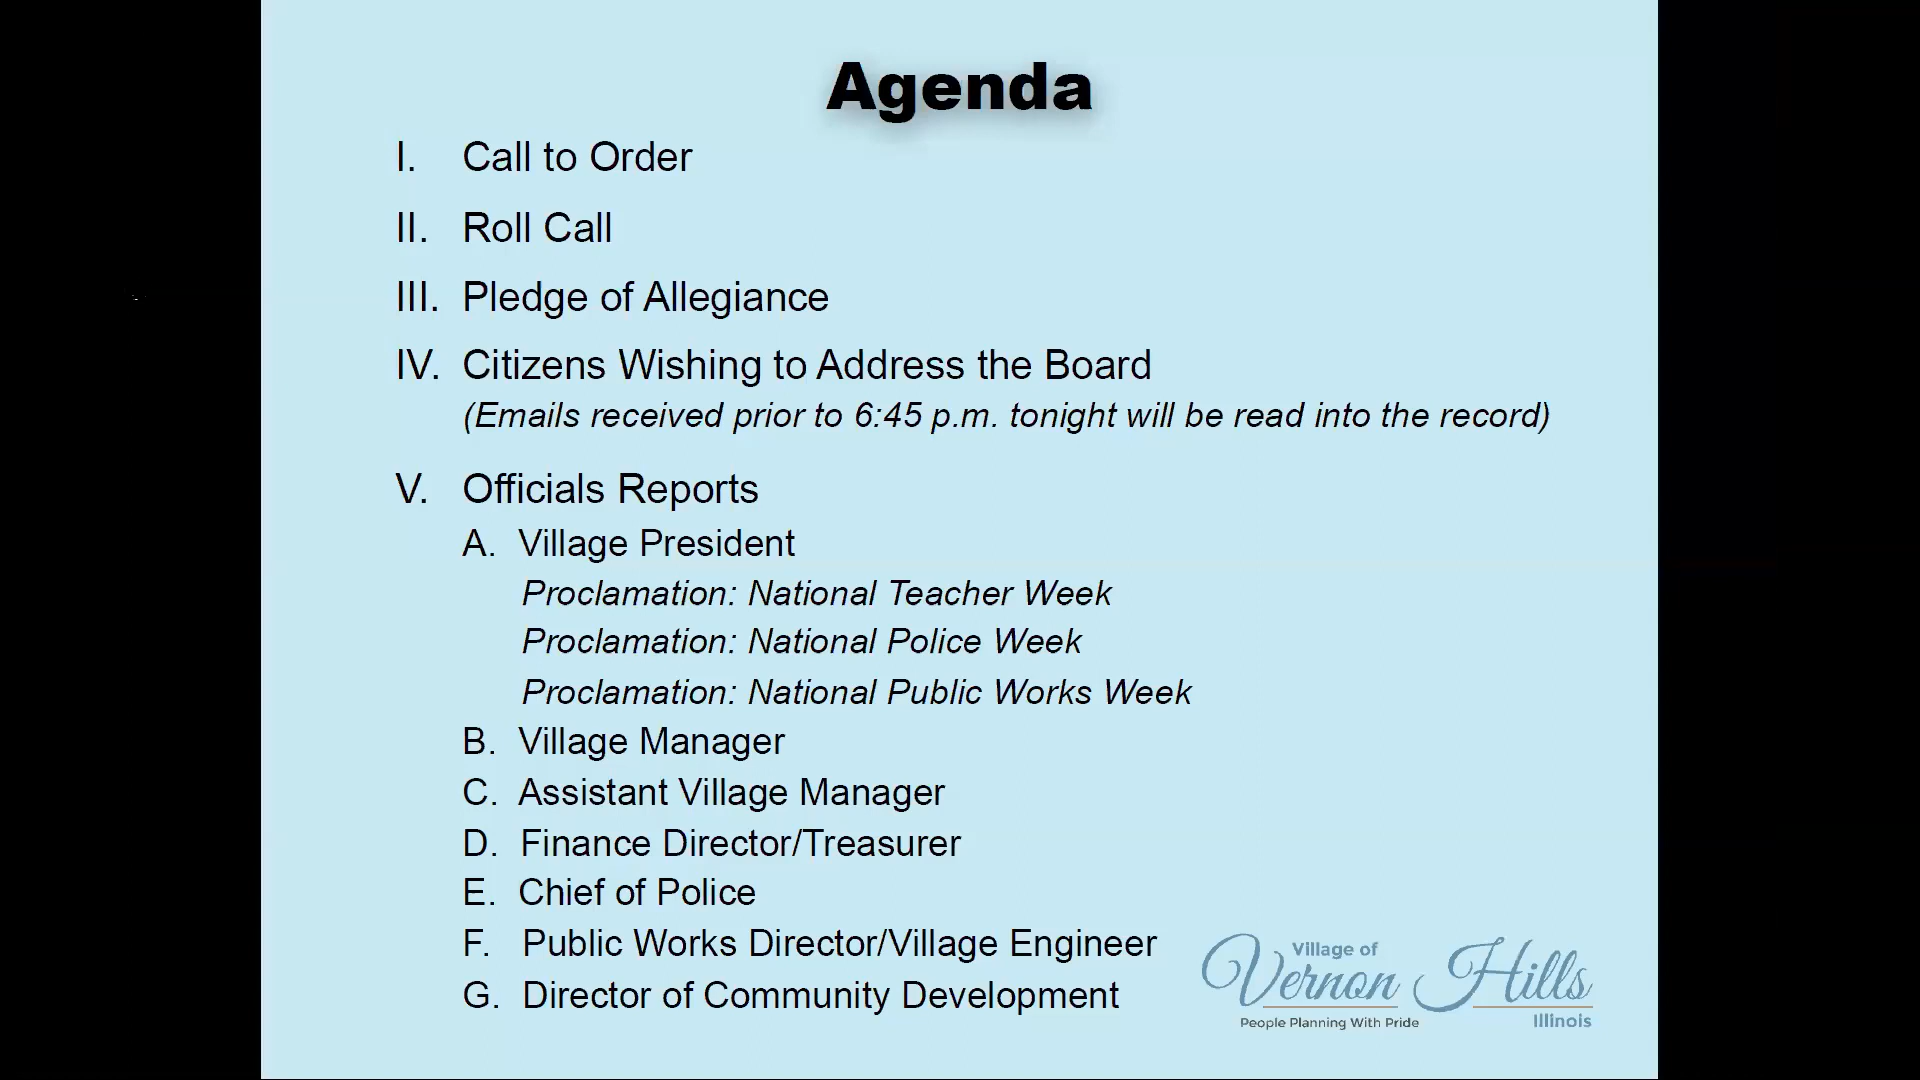 Agenda
I. Call to Order
II. Roll Call
III. Pledge of Allegiance
IV. Citizens Wishing to Address the Board
(Emails received prior to 6:45 p.m. tonight will be read into the record)
V. Officials Reports
A. Village President
Proclamation: National Teacher Week
Proclamation: National Police Week
Proclamation: National Public Works Week
B. Village Manager
C. Assistant Village Manager
D. Finance Director/Treasurer
E. Chief of Police
F. Public Works Director/Village Engineer
G. Director of Community Development
Village of
Vernon Hills
People Planning With Pride
Illinois